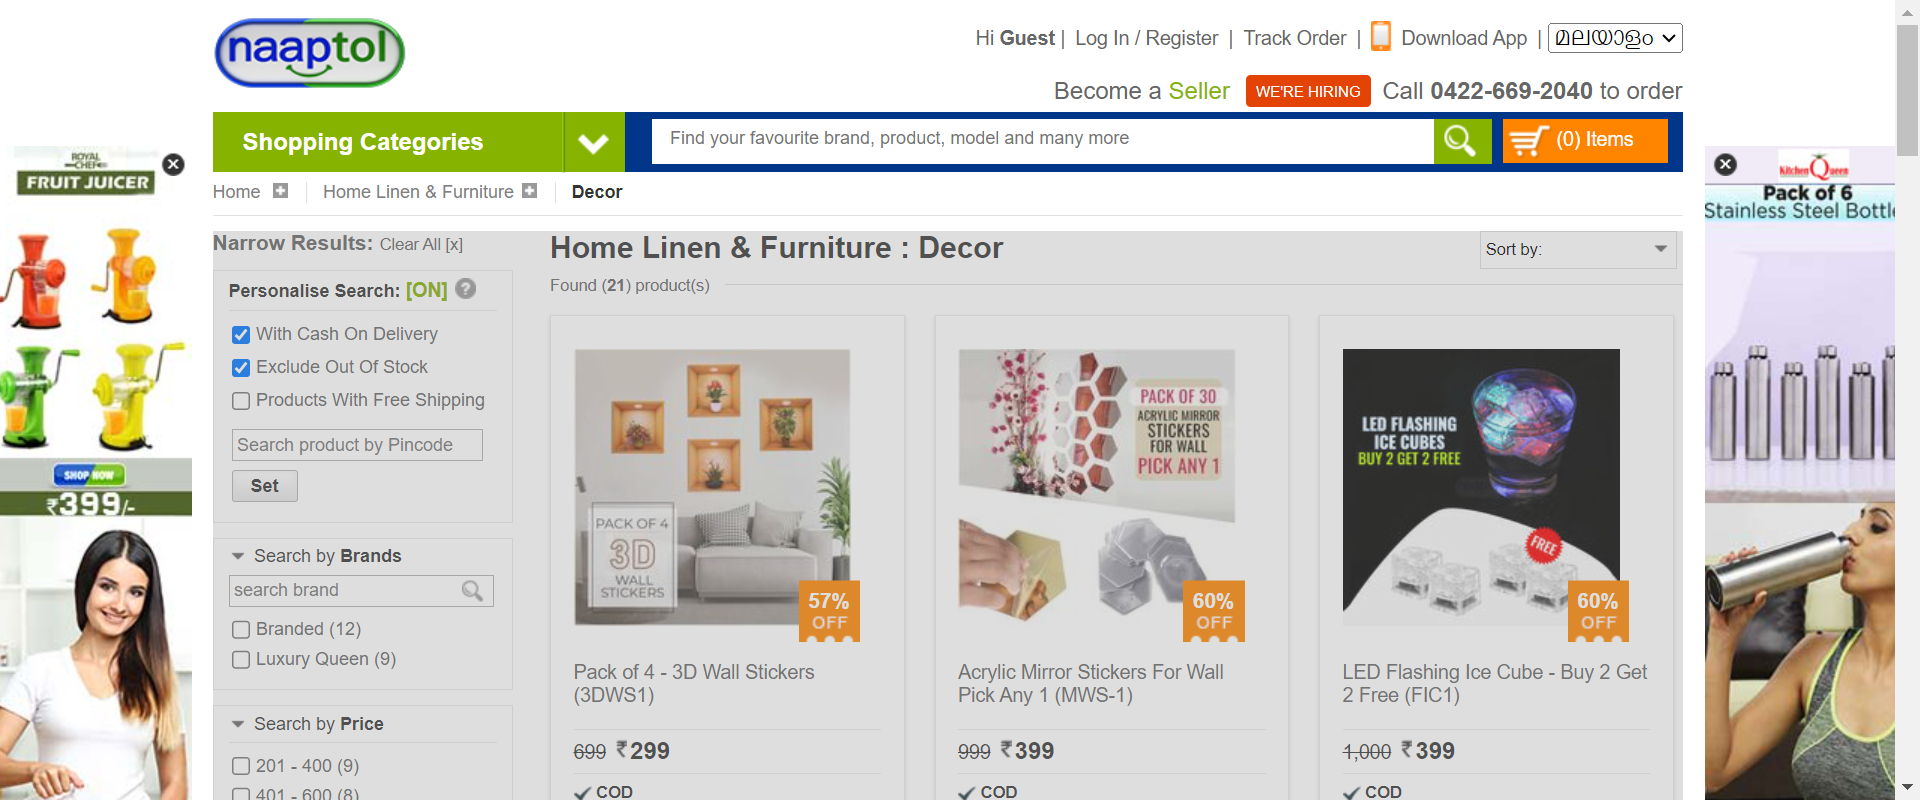 naaptol
Hi Guest | Log In / Register | Track Order | Download App | മലയാളം
Become a Seller WE'RE HIRING Call 0422-669-2040 to order
Shopping Categories
Find your favourite brand, product, model and many more
(0) Items
Home
Home Linen & Furniture
Decor
ROYAL
CHEF
FRUIT JUICER
SHOP NOW
₹399/-
Kitchen Queen
Pack of 6
Stainless Steel Bottle
Narrow Results: Clear All [x]
Personalise Search: [ON] ?
With Cash On Delivery
Exclude Out Of Stock
Products With Free Shipping
Search product by Pincode
Set
Search by Brands
search brand
Branded (12)
Luxury Queen (9)
Search by Price
201 - 400 (9)
401 - 600 (8)
Home Linen & Furniture : Decor
Sort by:
Found (21) product(s)
PACK OF 4
3D
WALL
STICKERS
57%
OFF
Pack of 4 - 3D Wall Stickers
(3DWS1)
699 ₹299
COD
PACK OF 30
ACRYLIC MIRROR
STICKERS
FOR WALL
PICK ANY 1
60%
OFF
Acrylic Mirror Stickers For Wall
Pick Any 1 (MWS-1)
999 ₹399
COD
LED FLASHING
ICE CUBES
BUY 2 GET 2 FREE
FREE
60%
OFF
LED Flashing Ice Cube - Buy 2 Get
2 Free (FIC1)
1,000 ₹399
COD